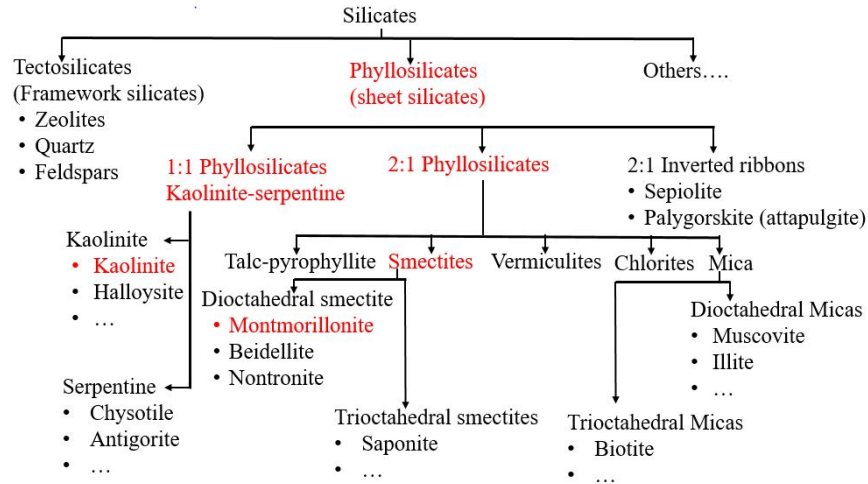 Silicates
Tectosilicates
(Framework silicates)
• Zeolites
• Quartz
• Feldspars
Phyllosilicates
(sheet silicates)
Others….
1:1 Phyllosilicates
Kaolinite-serpentine
2:1 Phyllosilicates
2:1 Inverted ribbons
• Sepiolite
• Palygorskite (attapulgite)
Kaolinite
• Kaolinite
• Halloysite
• …
Serpentine
• Chysotile
• Antigorite
• …
Talc-pyrophyllite
Smectites
Vermiculites
Chlorites
Mica
Dioctahedral smectite
• Montmorillonite
• Beidellite
• Nontronite
Trioctahedral smectites
• Saponite
• …
Dioctahedral Micas
• Muscovite
• Illite
• …
Trioctahedral Micas
• Biotite
• …